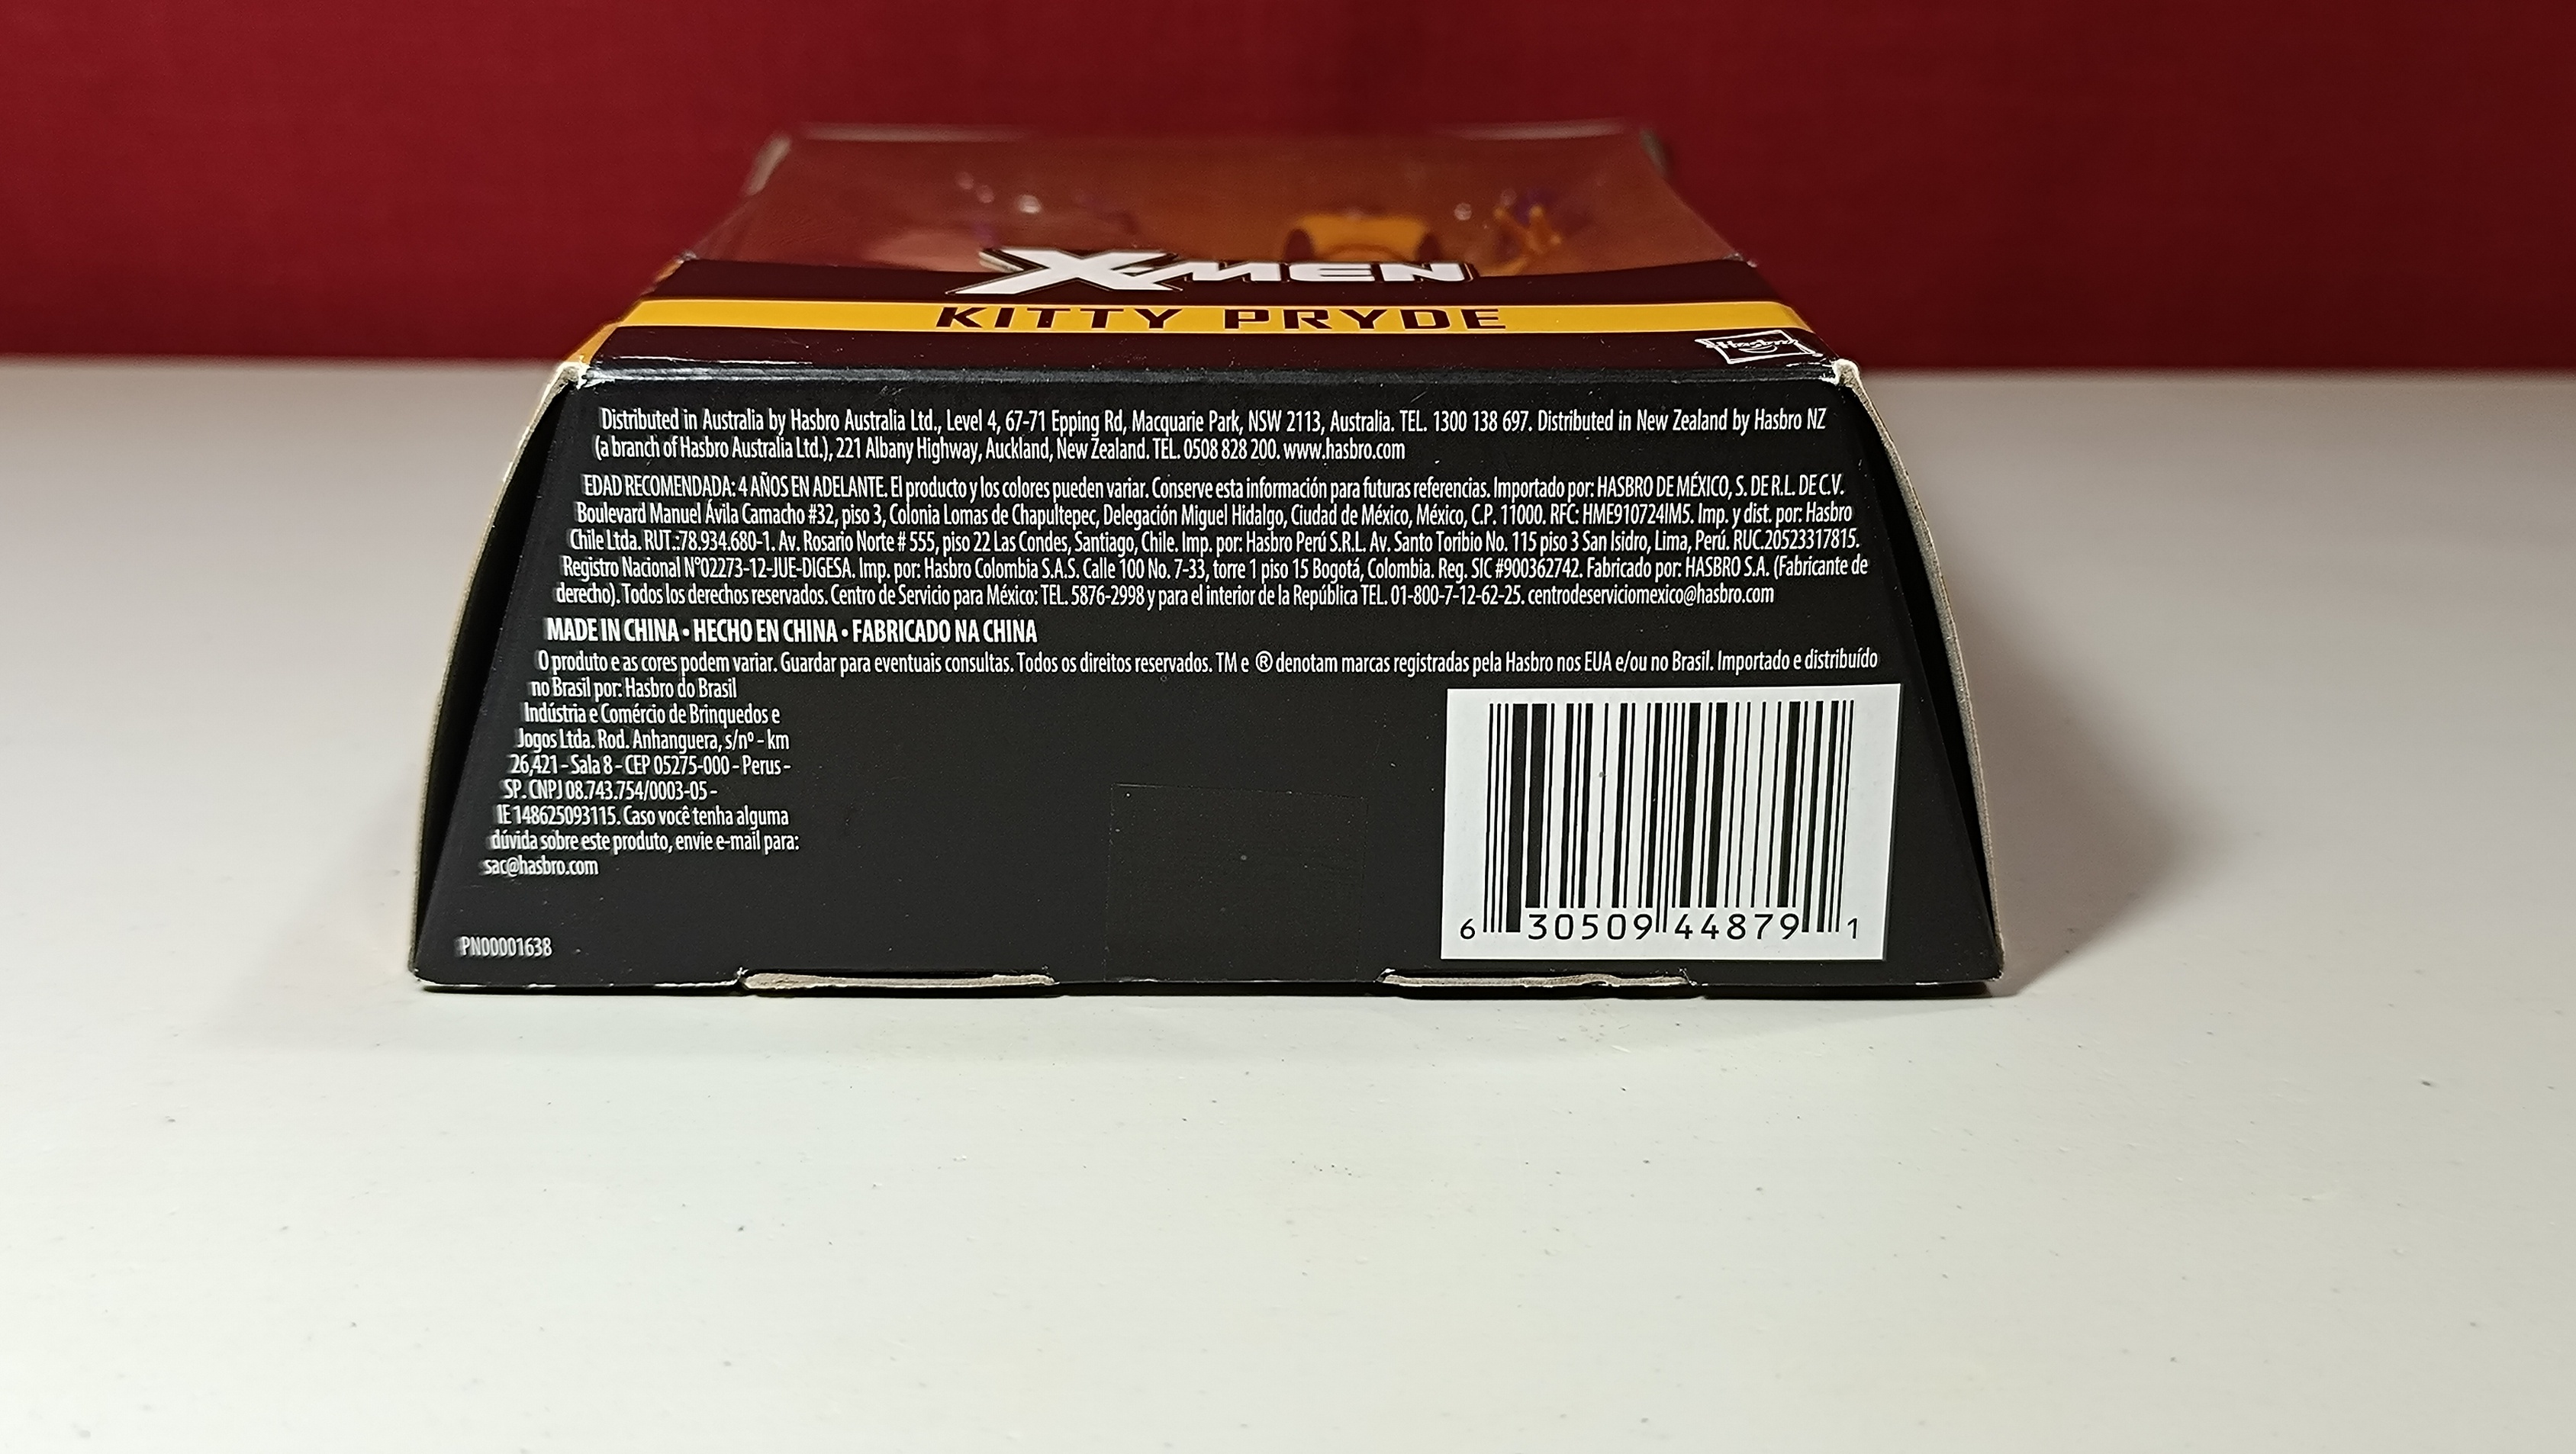 X-MEN
KITTY PRYDE
Hasbro
Distributed in Australia by Hasbro Australia Ltd., Level 4, 67-71 Epping Rd, Macquarie Park, NSW 2113, Australia. TEL. 1300 138 697. Distributed in New Zealand by Hasbro NZ
(a branch of Hasbro Australia Ltd.), 221 Albany Highway, Auckland, New Zealand. TEL. 0508 828 200. www.hasbro.com
EDAD RECOMENDADA: 4 AÑOS EN ADELANTE. El producto y los colores pueden variar. Conserve esta información para futuras referencias. Importado por: HASBRO DE MÉXICO, S. DE R.L. DE C.V.
Boulevard Manuel Ávila Camacho #32, piso 3, Colonia Lomas de Chapultepec, Delegación Miguel Hidalgo, Ciudad de México, México, C.P. 11000. RFC: HME910724IM5. Imp. y dist. por: Hasbro
Chile Ltda. RUT.:78.934.680-1. Av. Rosario Norte # 555, piso 22 Las Condes, Santiago, Chile. Imp. por: Hasbro Perú S.R.L. Av. Santo Toribio No. 115 piso 3 San Isidro, Lima, Perú. RUC.20523317815.
Registro Nacional N°02273-12-JUE-DIGESA. Imp. por: Hasbro Colombia S.A.S. Calle 100 No. 7-33, torre 1 piso 15 Bogotá, Colombia. Reg. SIC #900362742. Fabricado por: HASBRO S.A. (Fabricante de
derecho). Todos los derechos reservados. Centro de Servicio para México: TEL. 5876-2998 y para el interior de la República TEL. 01-800-7-12-62-25. centrodeserviciomexico@hasbro.com
MADE IN CHINA • HECHO EN CHINA • FABRICADO NA CHINA
O produto e as cores podem variar. Guardar para eventuais consultas. Todos os direitos reservados. TM e ® denotam marcas registradas pela Hasbro nos EUA e/ou no Brasil. Importado e distribuído
no Brasil por: Hasbro do Brasil
Indústria e Comércio de Brinquedos e
Jogos Ltda. Rod. Anhanguera, s/nº - km
26,421 - Sala 8 - CEP 05275-000 - Perus -
SP. CNPJ 08.743.754/0003-05 -
IE 148625093115. Caso você tenha alguma
dúvida sobre este produto, envie e-mail para:
sac@hasbro.com
PN00001638
6 30509 44879 1